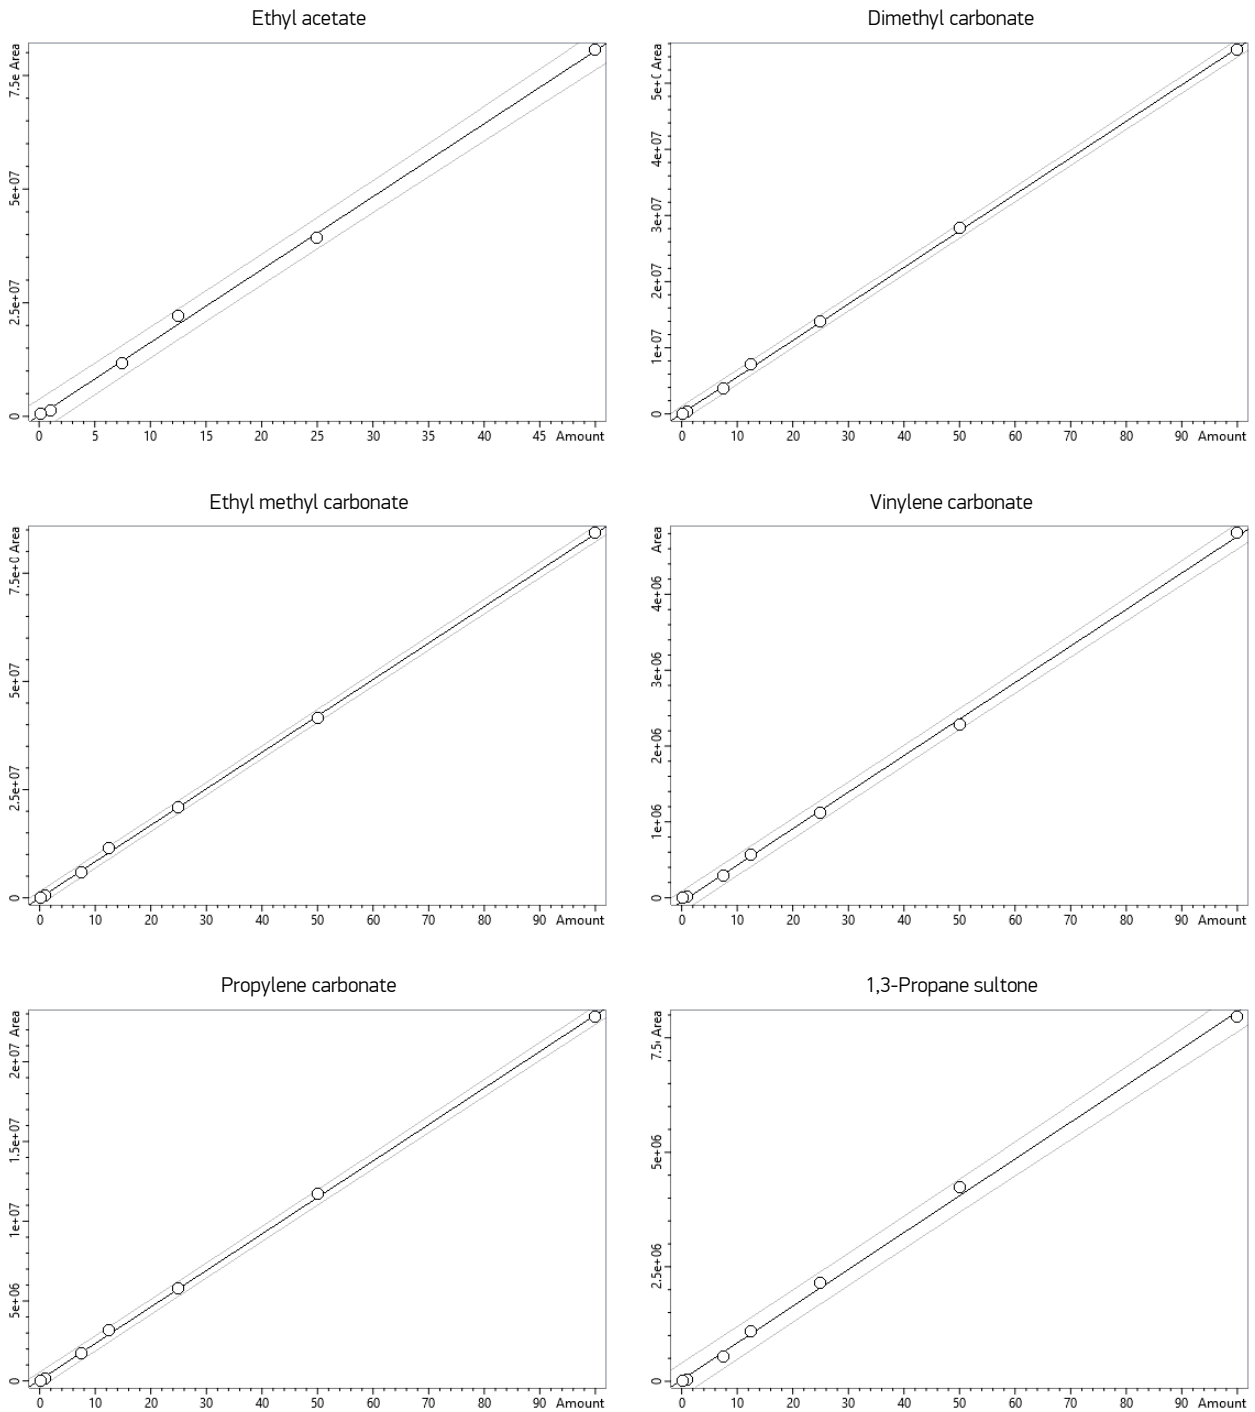 Ethyl acetate
Area
7.5e
5e+07
2.5e+07
0
0 5 10 15 20 25 30 35 40 45 Amount
Dimethyl carbonate
Area
5e+0
4e+07
3e+07
2e+07
1e+07
0
0 10 20 30 40 50 60 70 80 90 Amount
Ethyl methyl carbonate
Area
7.5e+0
5e+07
2.5e+07
0
0 10 20 30 40 50 60 70 80 90 Amount
Vinylene carbonate
Area
4e+06
3e+06
2e+06
1e+06
0
0 10 20 30 40 50 60 70 80 90 Amount
Propylene carbonate
Area
2e+07
1.5e+07
1e+07
5e+06
0
0 10 20 30 40 50 60 70 80 90 Amount
1,3-Propane sultone
Area
7.5
5e+06
2.5e+06
0
0 10 20 30 40 50 60 70 80 90 Amount